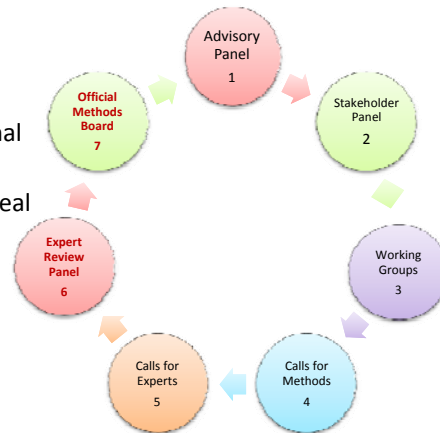 Advisory
Panel
1
Stakeholder
Panel
2
Working
Groups
3
Calls for
Methods
4
Calls for
Experts
5
Expert
Review
Panel
6
Official
Methods
Board
7
nal
eal